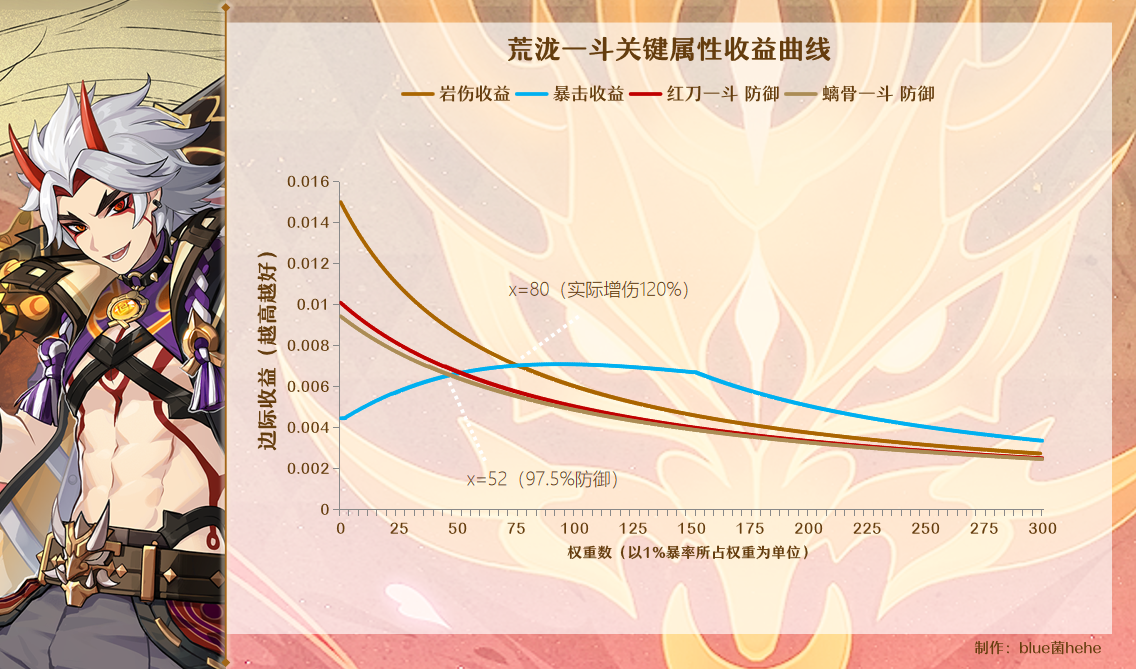 荒泷一斗关键属性收益曲线
岩伤收益 暴击收益 红刀一斗 防御 螭骨一斗 防御
边际收益（越高越好）
0.016
0.014
0.012
0.01
0.008
0.006
0.004
0.002
0
x=80（实际增伤120%）
x=52（97.5%防御）
0 25 50 75 100 125 150 175 200 225 250 275 300
权重数（以1%暴率所占权重为单位）
制作：blue菌hehe